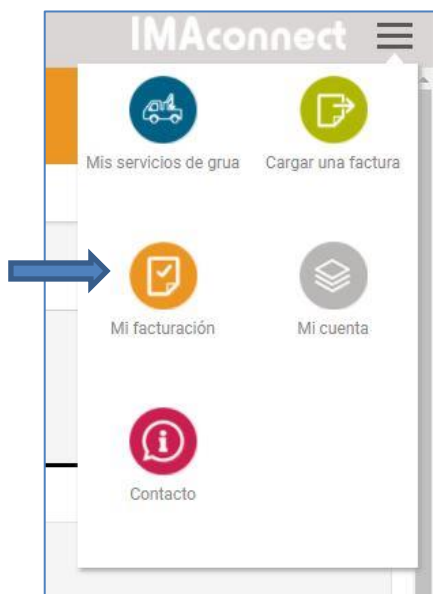 IMAconnect
Mis servicios de grua
Cargar una factura
Mi facturación
Mi cuenta
Contacto